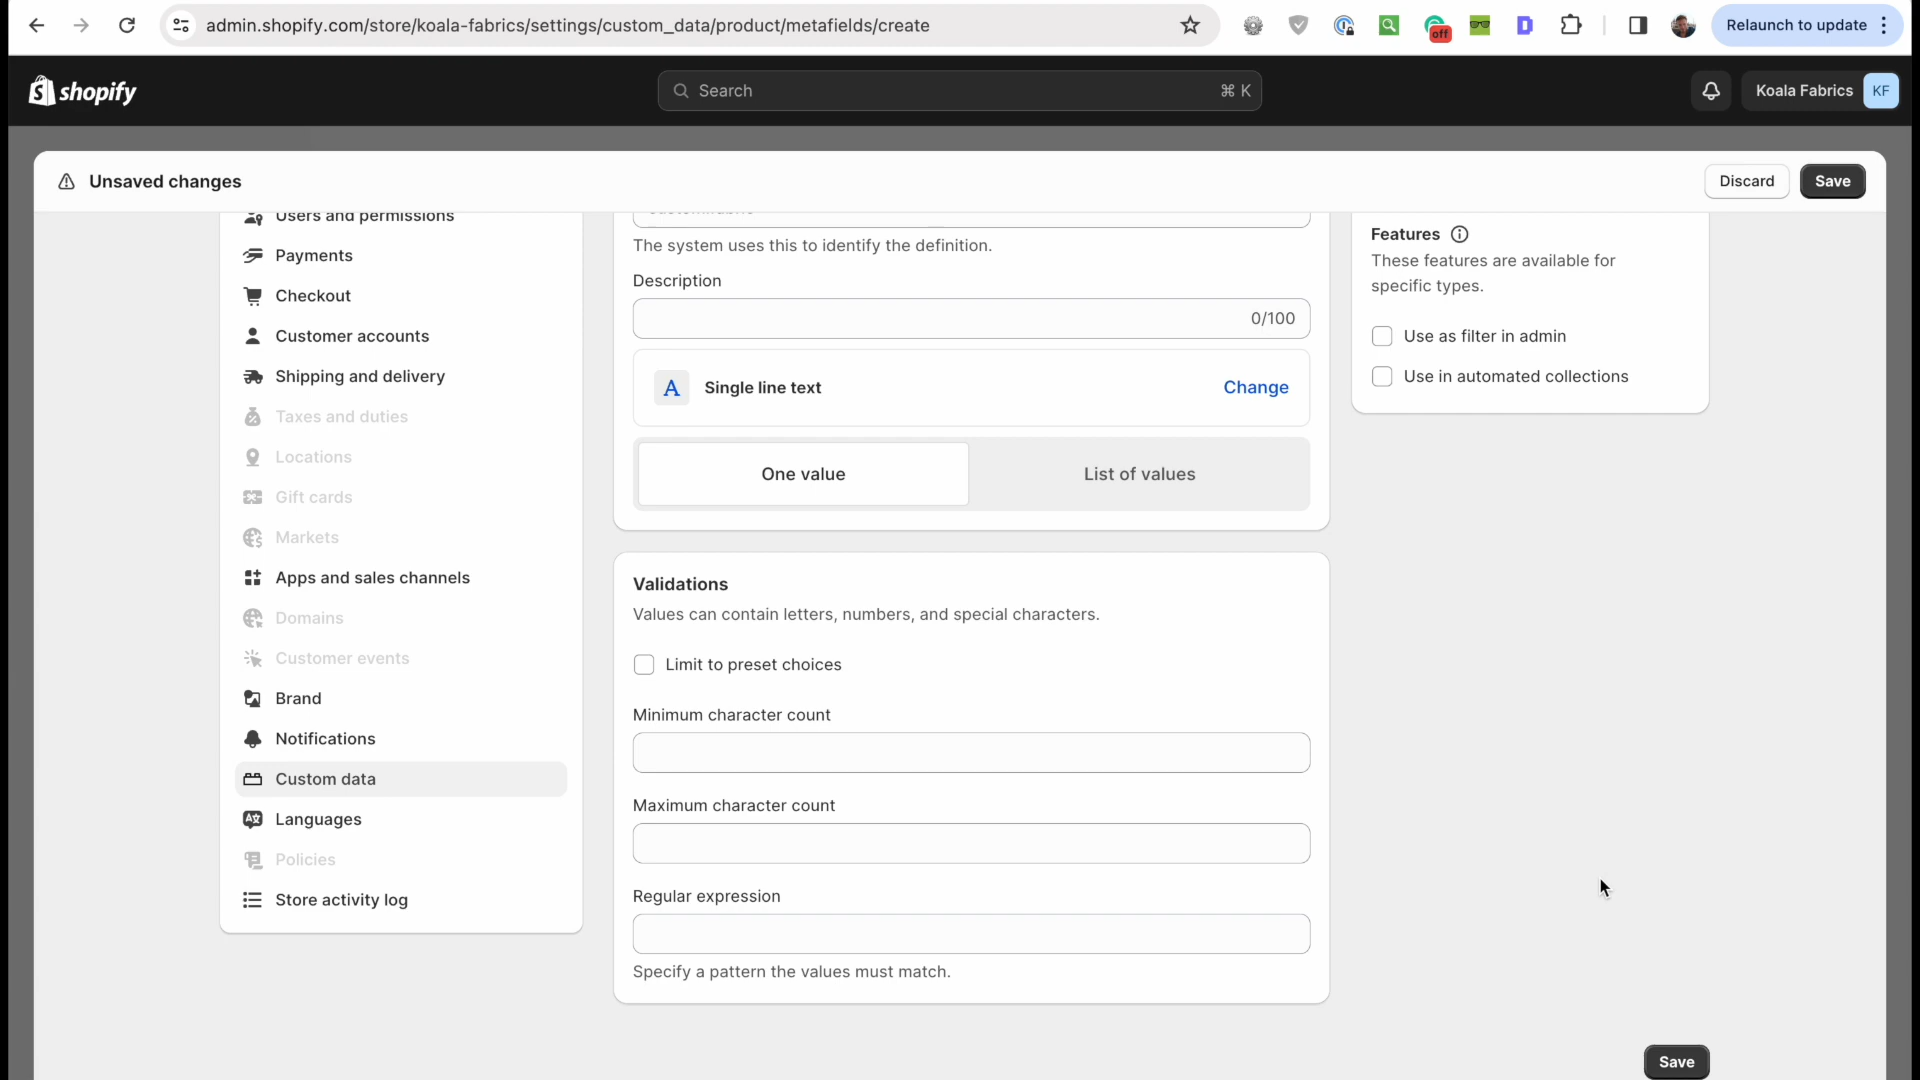 admin.shopify.com/store/koala-fabrics/settings/custom_data/product/metafields/create
off
Relaunch to update
shopify
Search
⌘ K
Koala Fabrics
KF
Unsaved changes
Discard
Save
Users and permissions
Payments
Checkout
Customer accounts
Shipping and delivery
Taxes and duties
Locations
Gift cards
Markets
Apps and sales channels
Domains
Customer events
Brand
Notifications
Custom data
Languages
Policies
Store activity log
The system uses this to identify the definition.
Description
0/100
A
Single line text
Change
One value
List of values
Validations
Values can contain letters, numbers, and special characters.
Limit to preset choices
Minimum character count
Maximum character count
Regular expression
Specify a pattern the values must match.
Features
These features are available for
specific types.
Use as filter in admin
Use in automated collections
Save